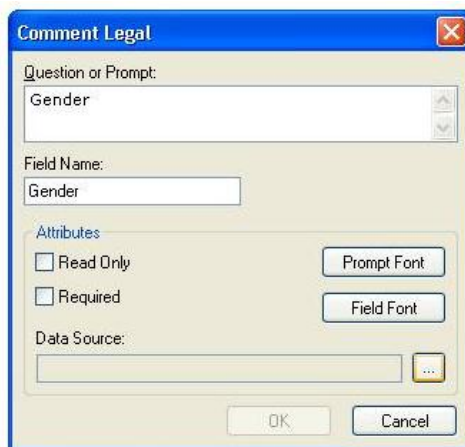 Comment Legal
Question or Prompt:
Gender
Field Name:
Gender
Attributes
Read Only
Prompt Font
Required
Field Font
Data Source:
...
OK
Cancel